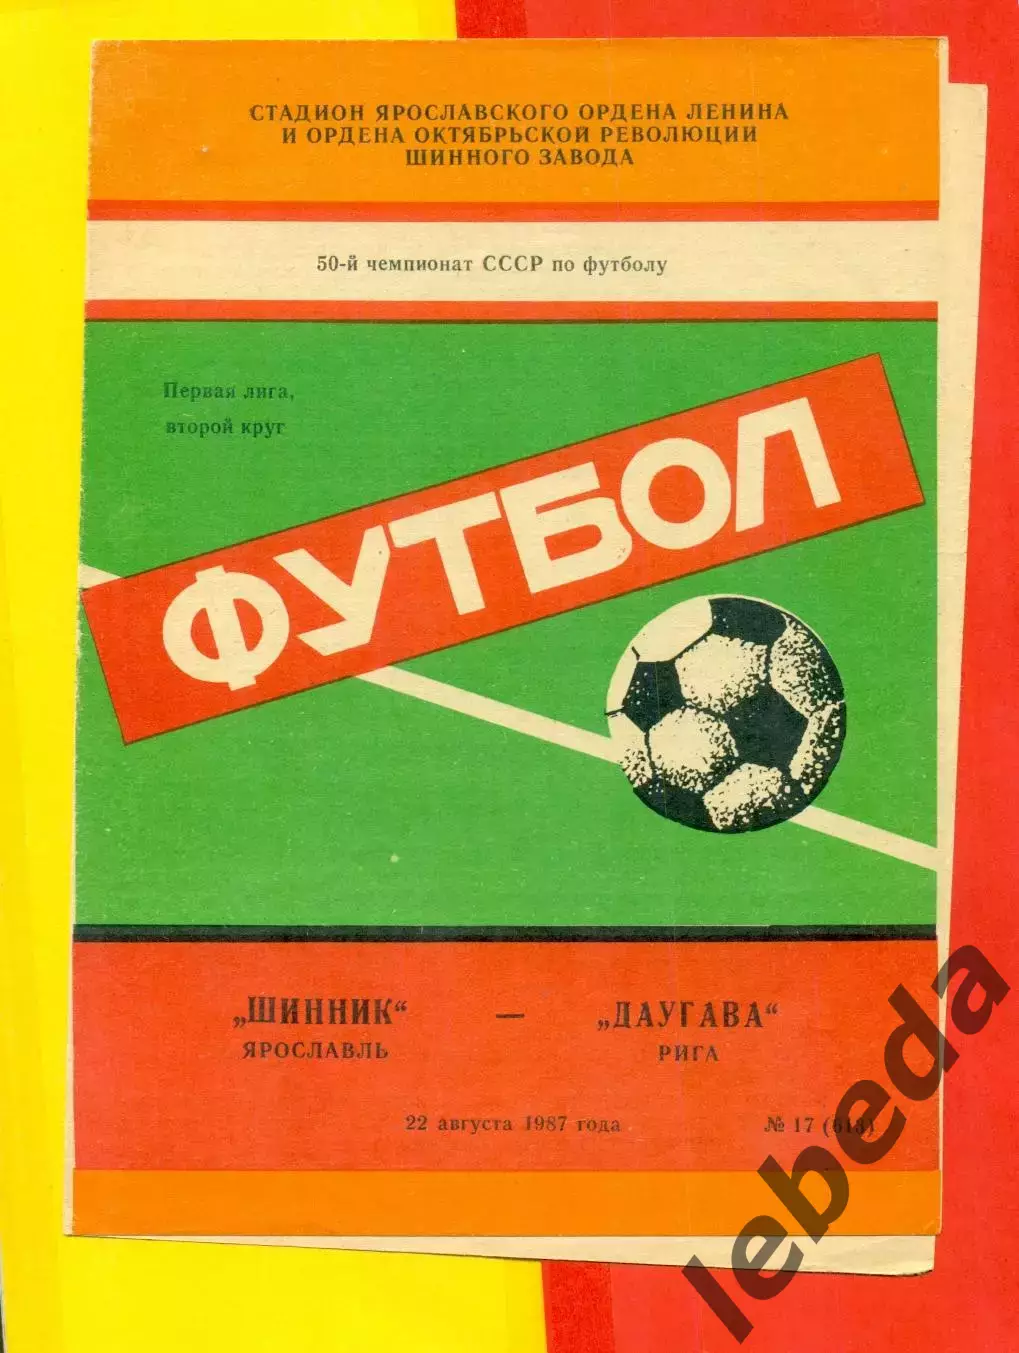 СТАДИОН ЯРОСЛАВСКОГО ОРДЕНА ЛЕНИНА
И ОРДЕНА ОКТЯБРЬСКОЙ РЕВОЛЮЦИИ
ШИННОГО ЗАВОДА
50-й чемпионат СССР по футболу
Первая лига,
второй круг
ФУТБОЛ
„ШИННИК“ — „ДАУГАВА“
ЯРОСЛАВЛЬ РИГА
22 августа 1987 года № 17
lebeda